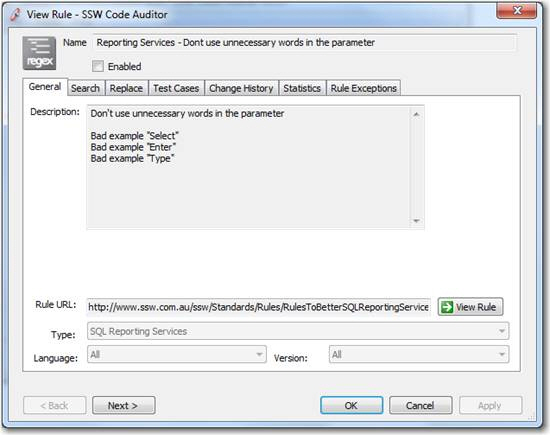 View Rule - SSW Code Auditor
regex
Name Reporting Services - Dont use unnecessary words in the parameter
Enabled
General Search Replace Test Cases Change History Statistics Rule Exceptions
Description: Don't use unnecessary words in the parameter
Bad example "Select"
Bad example "Enter"
Bad example "Type"
Rule URL: http://www.ssw.com.au/ssw/Standards/Rules/RulesToBetterSQLReportingService View Rule
Type: SQL Reporting Services
Language: All Version: All
< Back Next > OK Cancel Apply